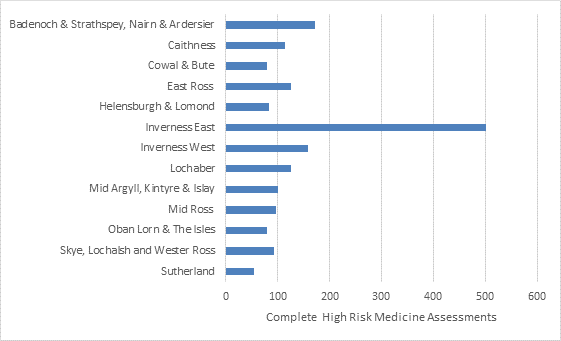 Badenoch & Strathspey, Nairn & Ardersier
Caithness
Cowal & Bute
East Ross
Helensburgh & Lomond
Inverness East
Inverness West
Lochaber
Mid Argyll, Kintyre & Islay
Mid Ross
Oban Lorn & The Isles
Skye, Lochalsh and Wester Ross
Sutherland
0 100 200 300 400 500 600
Complete High Risk Medicine Assessments